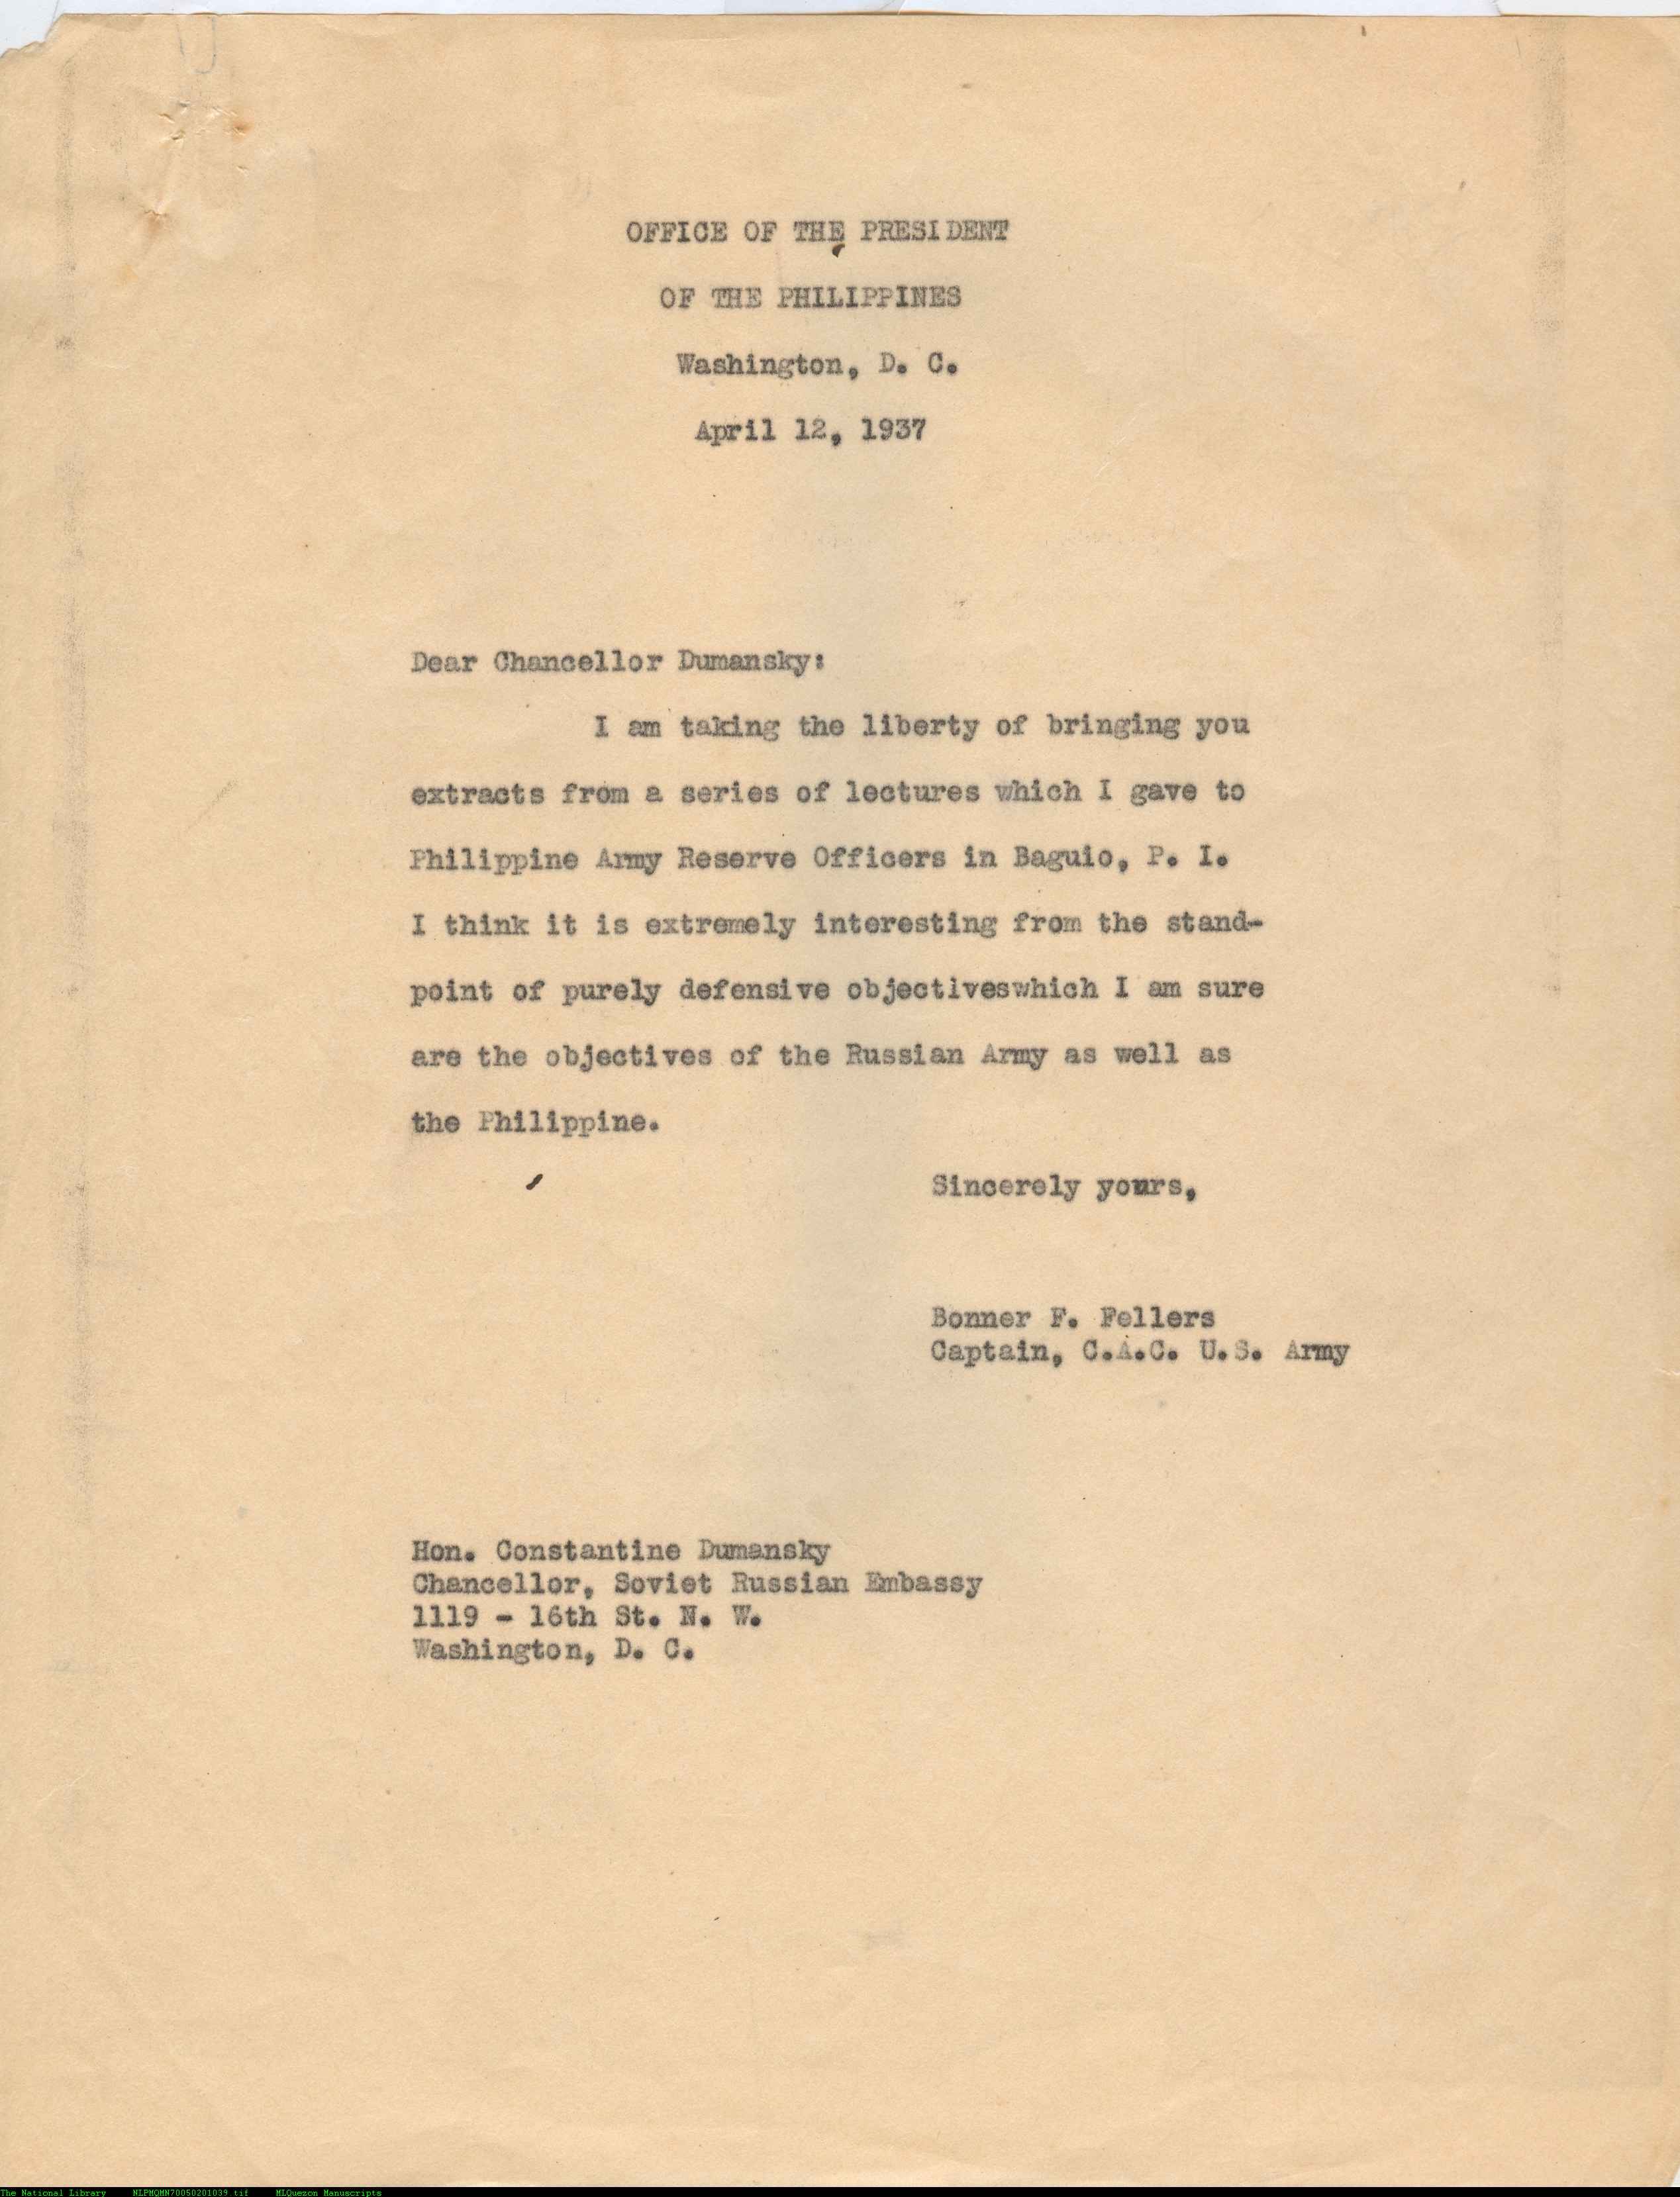 OFFICE OF THE PRESIDENT
OF THE PHILIPPINES
Washington, D. C.
April 12, 1937
Dear Chancellor Dumansky:
I am taking the liberty of bringing you
extracts from a series of lectures which I gave to
Philippine Army Reserve Officers in Baguio, P. I.
I think it is extremely interesting from the stand-
point of purely defensive objectiveswhich I am sure
are the objectives of the Russian Army as well as
the Philippine.
Sincerely yours,
Bonner F. Fellers
Captain, C.A.C. U.S. Army
Hon. Constantine Dumansky
Chancellor, Soviet Russian Embassy
1119 - 16th St. N. W.
Washington, D. C.
The National Library NLPMQMN70050201039.tif MLQuezon Manuscripts